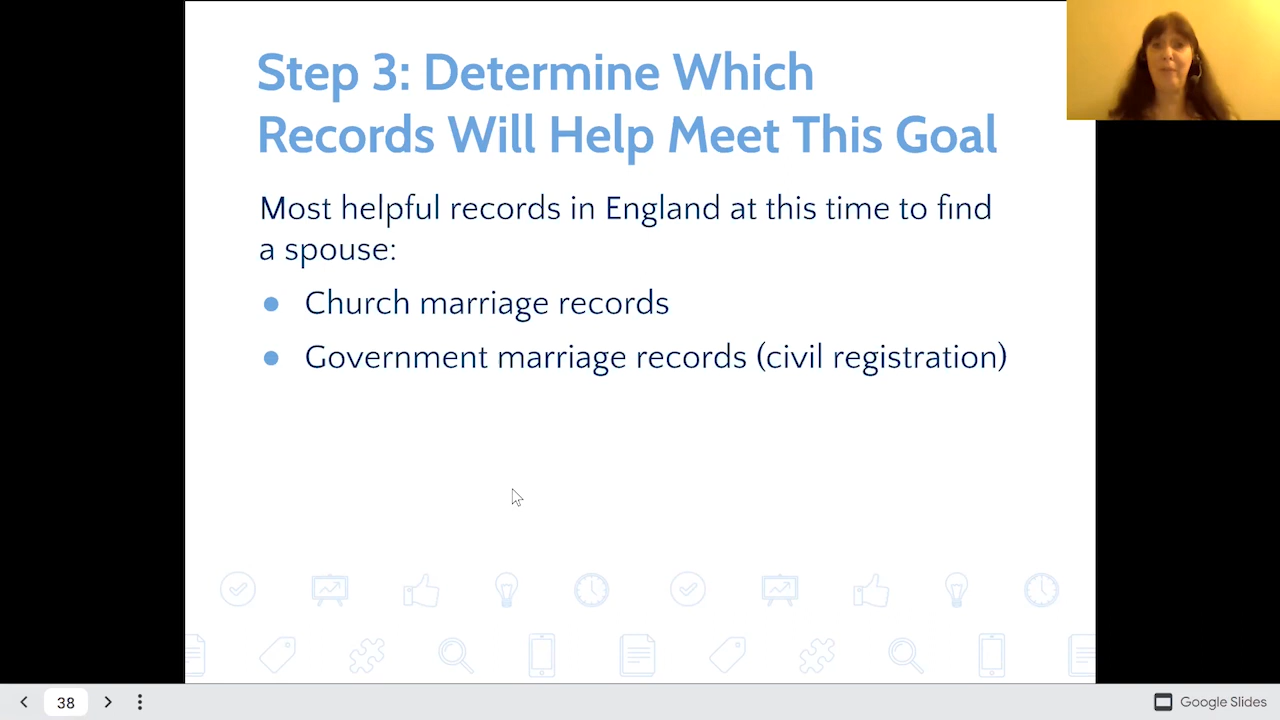 Step 3: Determine Which
Records Will Help Meet This Goal
Most helpful records in England at this time to find
a spouse:
● Church marriage records
● Government marriage records (civil registration)
38
Google Slides